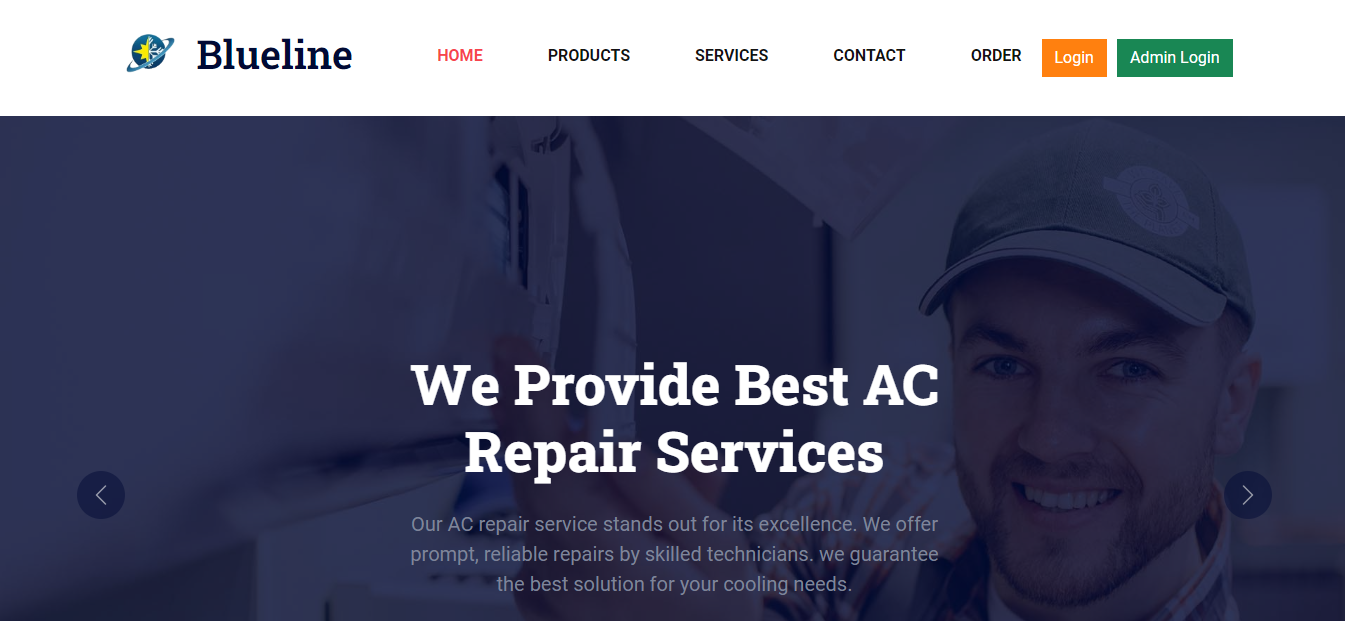 Blueline
HOME
PRODUCTS
SERVICES
CONTACT
ORDER
Login
Admin Login
We Provide Best AC
Repair Services
Our AC repair service stands out for its excellence. We offer
prompt, reliable repairs by skilled technicians. we guarantee
the best solution for your cooling needs.